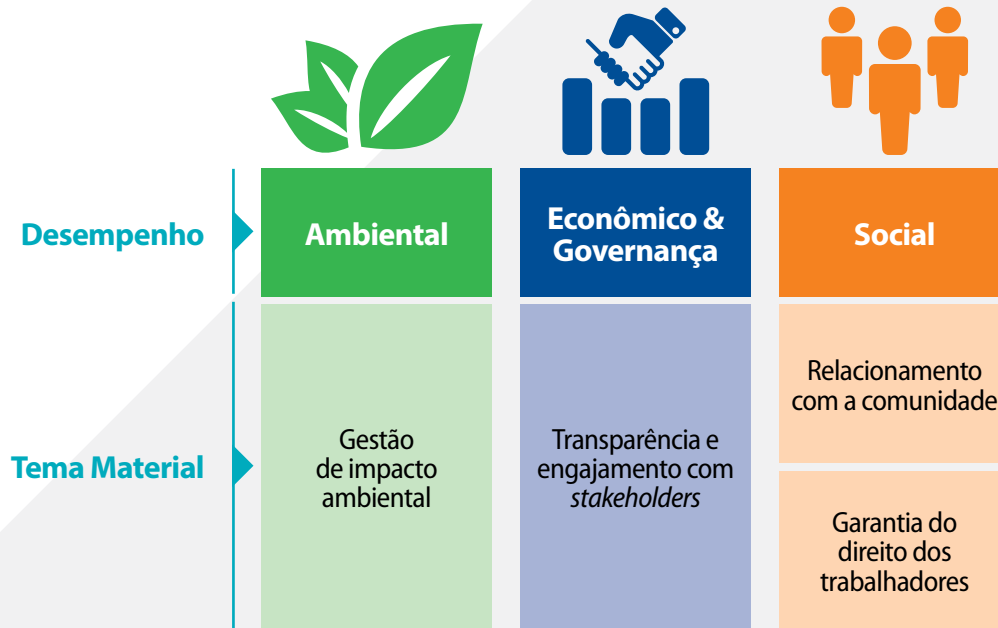 Desempenho
Ambiental
Econômico &
Governança
Social
Tema Material
Gestão
de impacto
ambiental
Transparência e
engajamento com
stakeholders
Relacionamento
com a comunidade
Garantia do
direito dos
trabalhadores